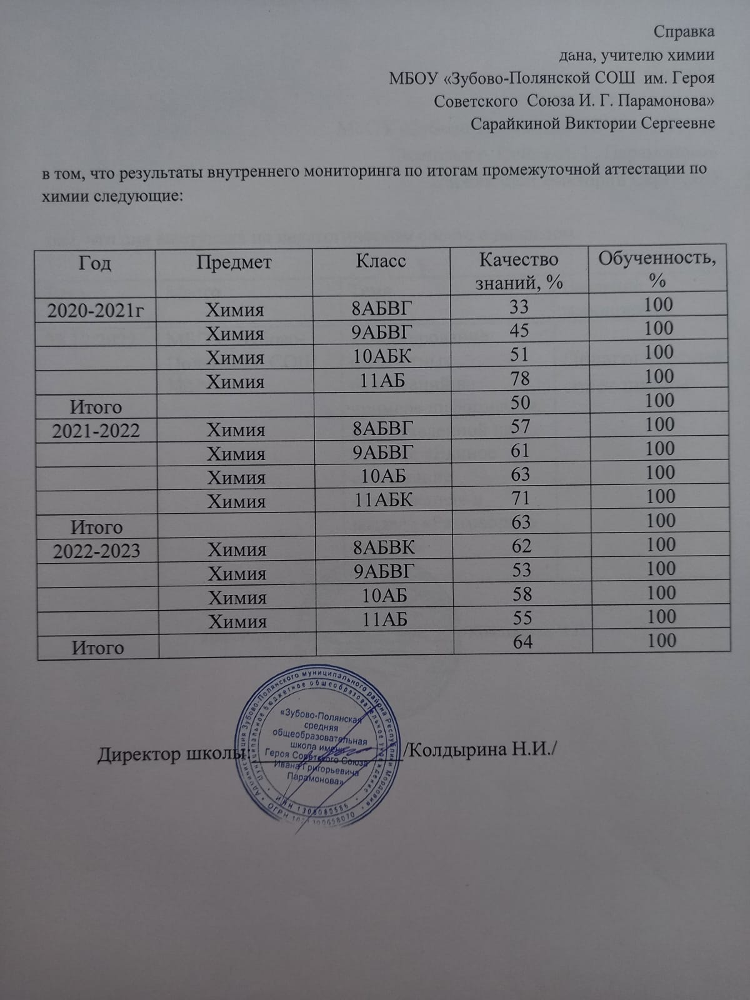 Справка
дана, учителю химии
МБОУ «Зубово-Полянской СОШ им. Героя
Советского Союза И. Г. Парамонова»
Сарайкиной Виктории Сергеевне
в том, что результаты внутреннего мониторинга по итогам промежуточной аттестации по
химии следующие:
Год Предмет Класс Качество знаний, % Обученность, %
2020-2021г Химия 8АБВГ 33 100
Химия 9АБВГ 45 100
Химия 10АБК 51 100
Химия 11АБ 78 100
Итого 50 100
2021-2022 Химия 8АБВГ 57 100
Химия 9АБВГ 61 100
Химия 10АБ 63 100
Химия 11АБК 71 100
Итого 63 100
2022-2023 Химия 8АБВК 62 100
Химия 9АБВГ 53 100
Химия 10АБ 58 100
Химия 11АБ 55 100
Итого 64 100
Директор школы: /Колдырина Н.И./
«Зубово-Полянская
средняя
общеобразовательная
школа имени
Героя Советского Союза
Ивана Григорьевича
Парамонова»
Администрация Зубово-Полянского муниципального района Республики Мордовия
Муниципальное бюджетное общеобразовательное учреждение